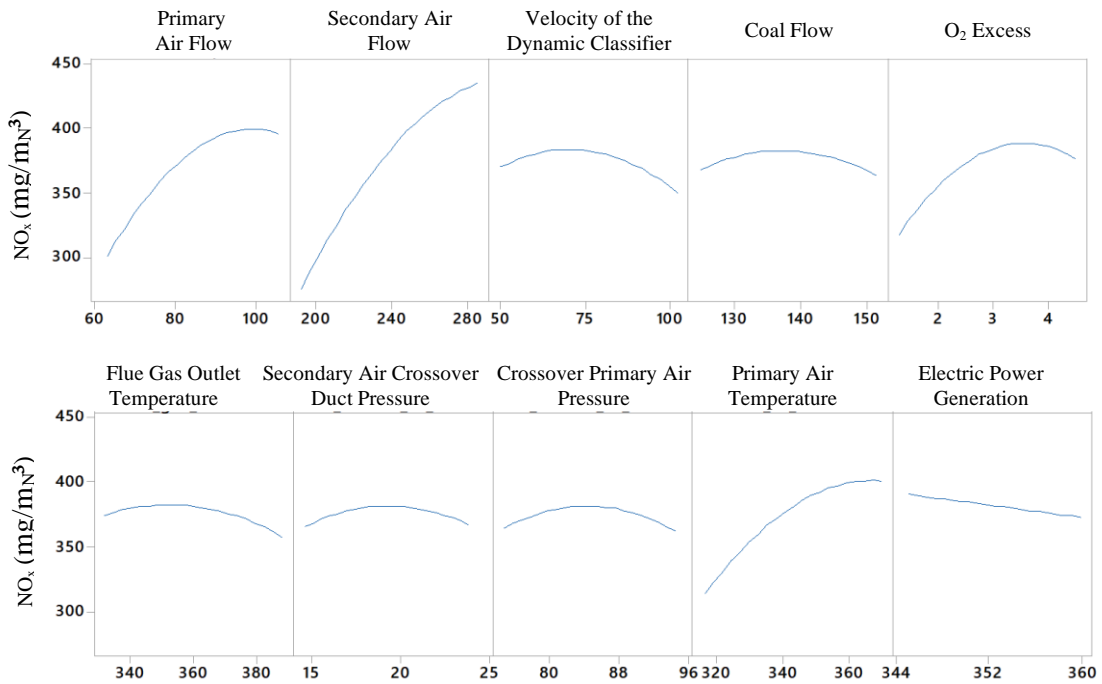 Primary
Air Flow
Secondary Air
Flow
Velocity of the
Dynamic Classifier
Coal Flow
O₂ Excess
NOₓ (mg/mN³)
450
400
350
300
60 80 100
200 240 280
50 75 100
130 140 150
2 3 4
Flue Gas Outlet
Temperature
Secondary Air Crossover
Duct Pressure
Crossover Primary Air
Pressure
Primary Air
Temperature
Electric Power
Generation
NOₓ (mg/mN³)
450
400
350
300
340 360 380
15 20 25
80 88 96
320 340 360
344 352 360